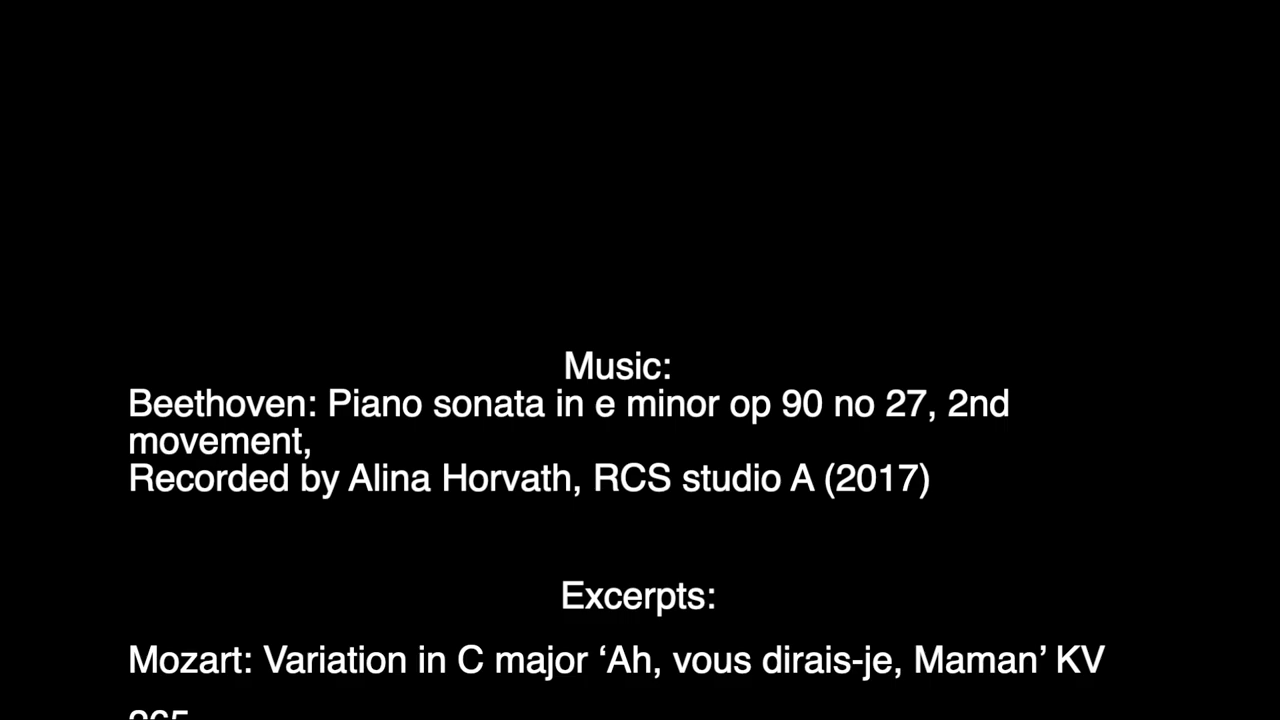 Music:
Beethoven: Piano sonata in e minor op 90 no 27, 2nd
movement,
Recorded by Alina Horvath, RCS studio A (2017)
Excerpts:
Mozart: Variation in C major ‘Ah, vous dirais-je, Maman’ KV